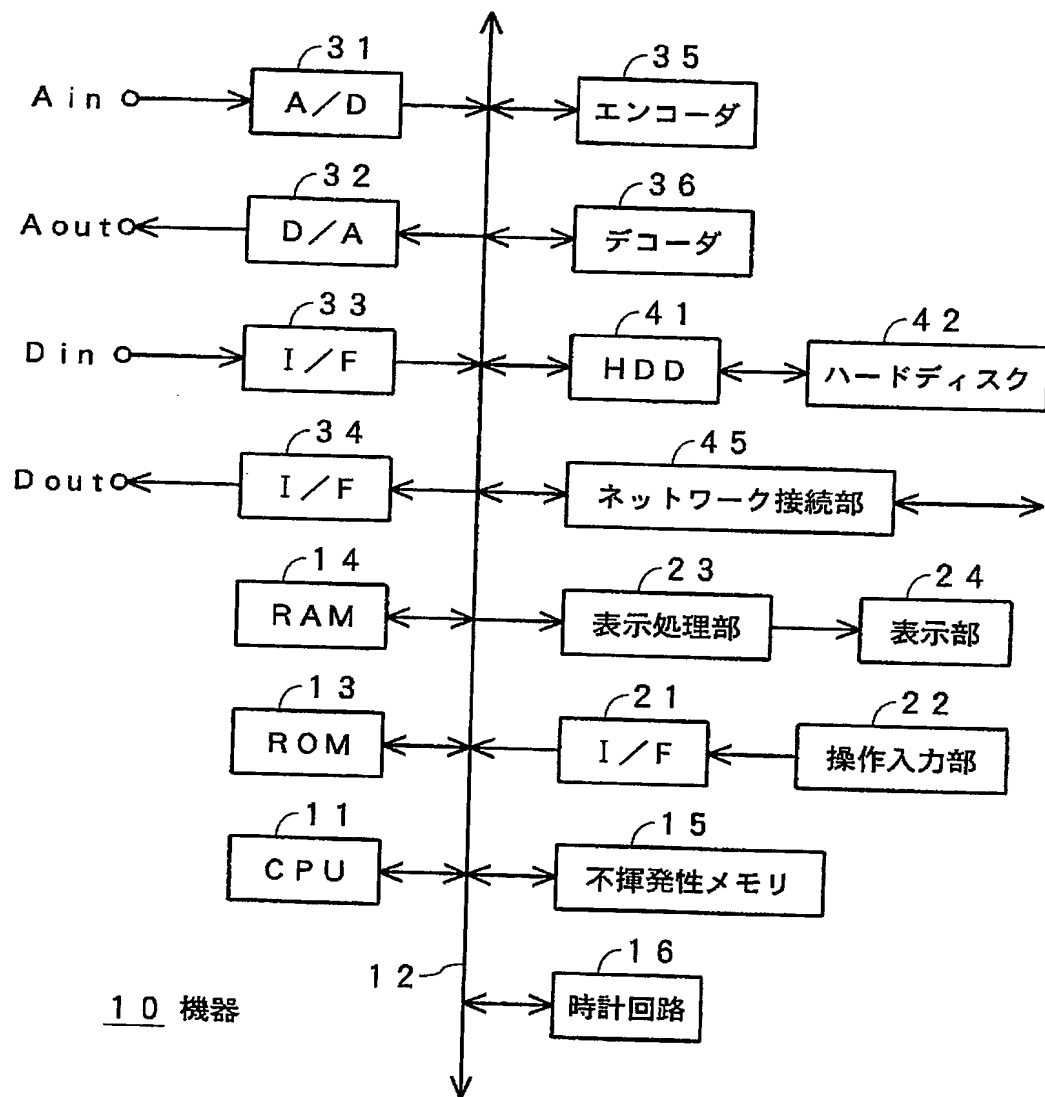 31
35
Ain
A/D
エンコーダ
32
36
Aout
D/A
デコーダ
33
41
42
Din
I/F
HDD
ハードディスク
34
45
Dout
I/F
ネットワーク接続部
14
23
24
RAM
表示処理部
表示部
13
21
22
ROM
I/F
操作入力部
11
15
CPU
不揮発性メモリ
12
16
時計回路
10 機器